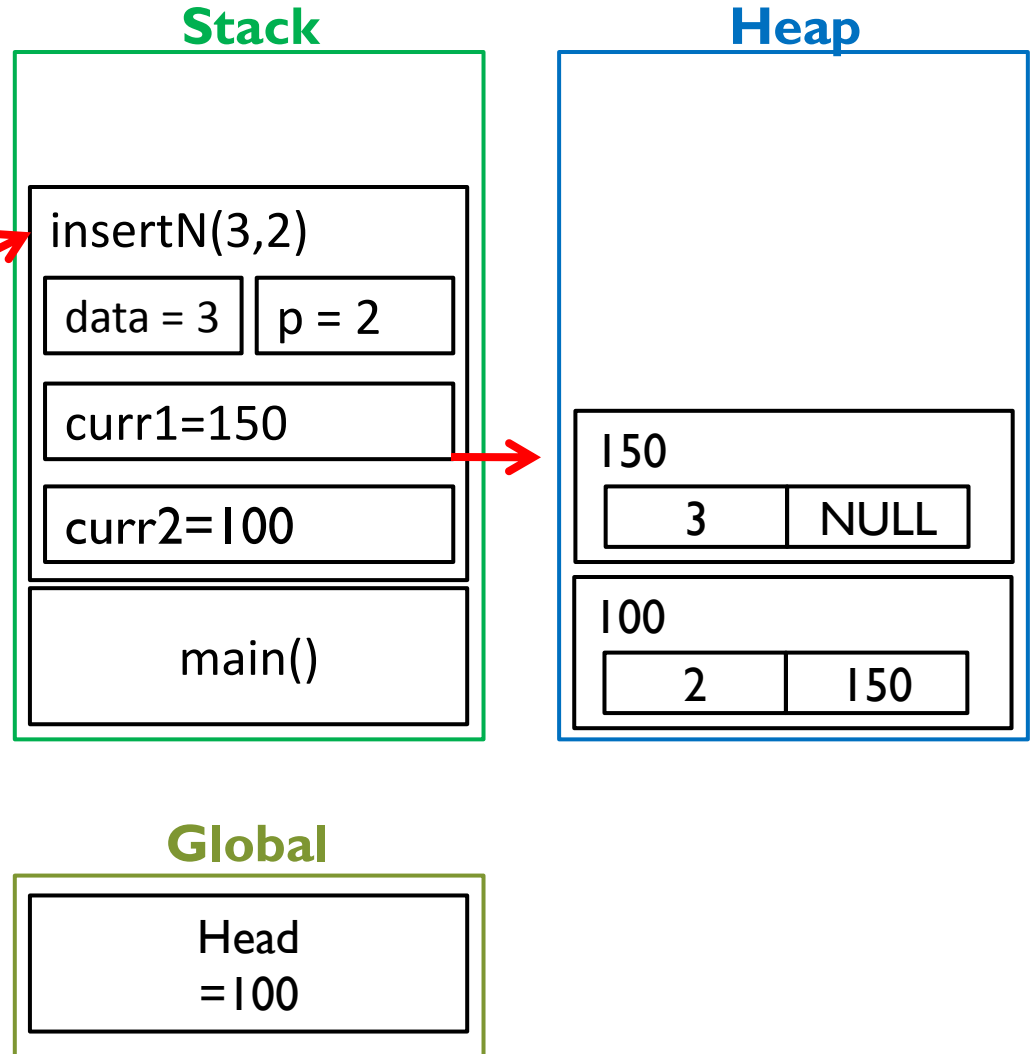 Stack
insertN(3,2)
data = 3
p = 2
curr1=150
curr2=100
main()
Heap
150
3
NULL
100
2
150
Global
Head
=100